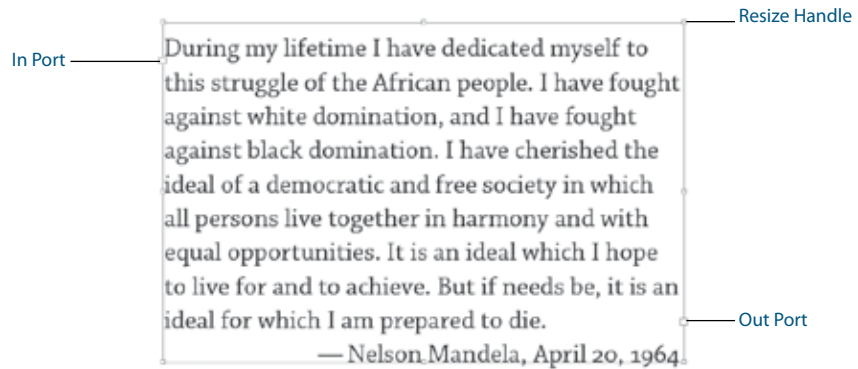 Resize Handle
In Port
During my lifetime I have dedicated myself to
this struggle of the African people. I have fought
against white domination, and I have fought
against black domination. I have cherished the
ideal of a democratic and free society in which
all persons live together in harmony and with
equal opportunities. It is an ideal which I hope
to live for and to achieve. But if needs be, it is an
ideal for which I am prepared to die.
Out Port
— Nelson Mandela, April 20, 1964